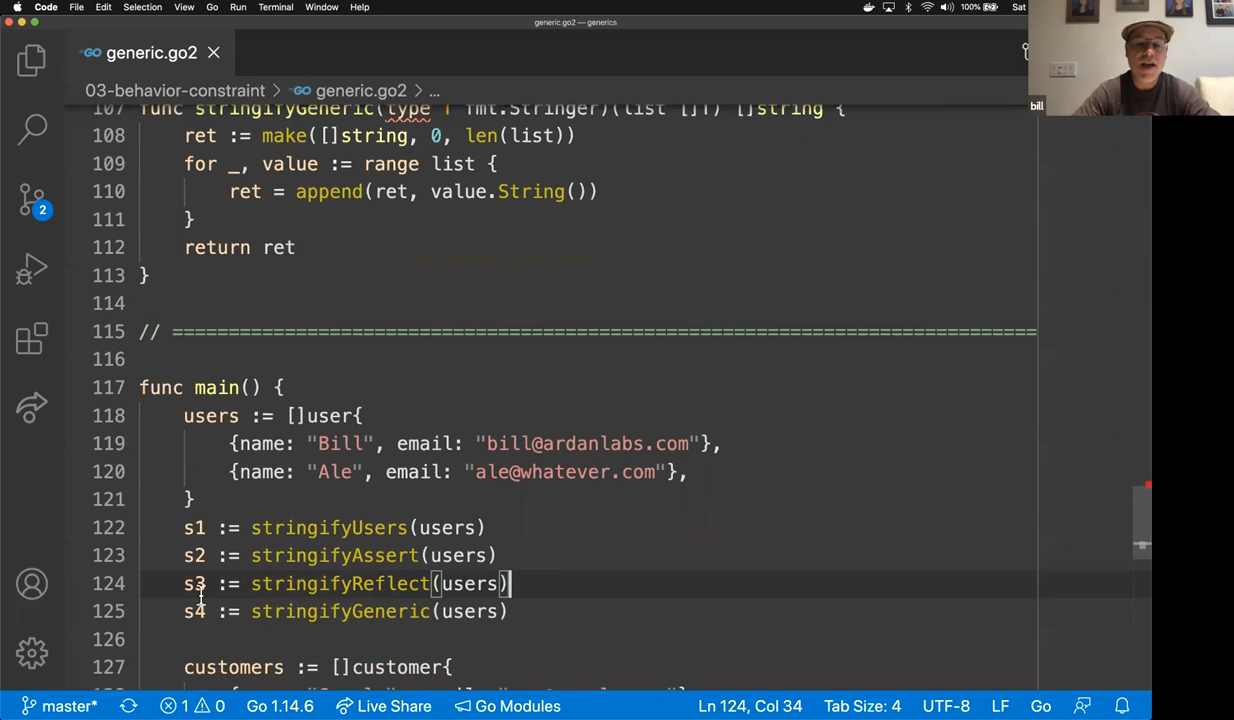 Code File Edit Selection View Go Run Terminal Window Help 100% Sat
generic.go2 — generics
GO generic.go2
03-behavior-constraint > GO generic.go2 > ...
bill
107 func stringifyGeneric(type T fmt.Stringer)(list []T) []string {
108 ret := make([]string, 0, len(list))
109 for _, value := range list {
110 ret = append(ret, value.String())
111 }
112 return ret
113 }
114
115 // =============================================================================
116
117 func main() {
118 users := []user{
119 {name: "Bill", email: "bill@ardanlabs.com"},
120 {name: "Ale", email: "ale@whatever.com"},
121 }
122 s1 := stringifyUsers(users)
123 s2 := stringifyAssert(users)
124 s3 := stringifyReflect(users)
125 s4 := stringifyGeneric(users)
126
127 customers := []customer{
2
master* 1 0 Go 1.14.6 Live Share Go Modules Ln 124, Col 34 Tab Size: 4 UTF-8 LF Go